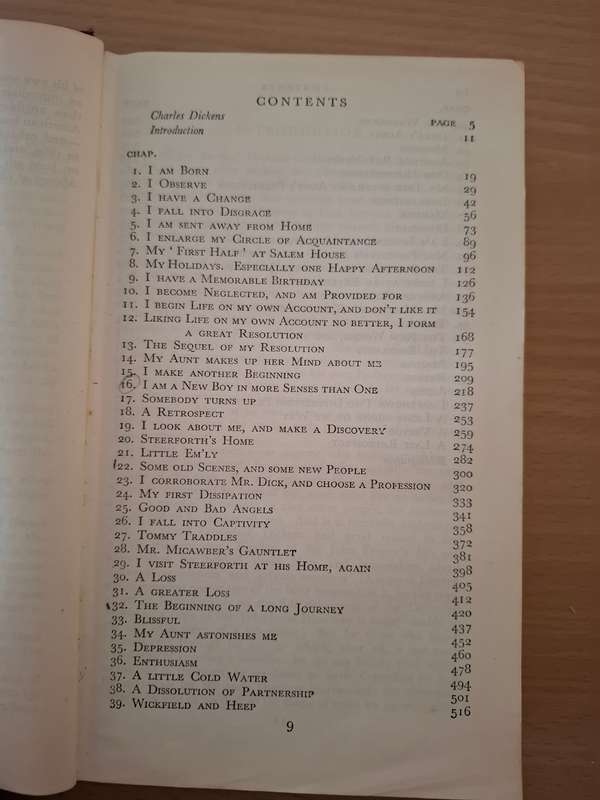 CONTENTS
Charles Dickens PAGE 5
Introduction 11
CHAP.
1. I AM BORN 19
2. I OBSERVE 29
3. I HAVE A CHANGE 42
4. I FALL INTO DISGRACE 56
5. I AM SENT AWAY FROM HOME 73
6. I ENLARGE MY CIRCLE OF ACQUAINTANCE 89
7. MY ' FIRST HALF ' AT SALEM HOUSE 96
8. MY HOLIDAYS. ESPECIALLY ONE HAPPY AFTERNOON 112
9. I HAVE A MEMORABLE BIRTHDAY 126
10. I BECOME NEGLECTED, AND AM PROVIDED FOR 136
11. I BEGIN LIFE ON MY OWN ACCOUNT, AND DON'T LIKE IT 154
12. LIKING LIFE ON MY OWN ACCOUNT NO BETTER, I FORM
A GREAT RESOLUTION 168
13. THE SEQUEL OF MY RESOLUTION 177
14. MY AUNT MAKES UP HER MIND ABOUT ME 195
15. I MAKE ANOTHER BEGINNING 209
16. I AM A NEW BOY IN MORE SENSES THAN ONE 218
17. SOMEBODY TURNS UP 237
18. A RETROSPECT 253
19. I LOOK ABOUT ME, AND MAKE A DISCOVERY 259
20. STEERFORTH'S HOME 274
21. LITTLE EM'LY 282
22. SOME OLD SCENES, AND SOME NEW PEOPLE 300
23. I CORROBORATE MR. DICK, AND CHOOSE A PROFESSION 320
24. MY FIRST DISSIPATION 333
25. GOOD AND BAD ANGELS 341
26. I FALL INTO CAPTIVITY 358
27. TOMMY TRADDLES 372
28. MR. MICAWBER'S GAUNTLET 381
29. I VISIT STEERFORTH AT HIS HOME, AGAIN 398
30. A LOSS 405
31. A GREATER LOSS 412
32. THE BEGINNING OF A LONG JOURNEY 420
33. BLISSFUL 437
34. MY AUNT ASTONISHES ME 452
35. DEPRESSION 460
36. ENTHUSIASM 478
37. A LITTLE COLD WATER 494
38. A DISSOLUTION OF PARTNERSHIP 501
39. WICKFIELD AND HEEP 516
9